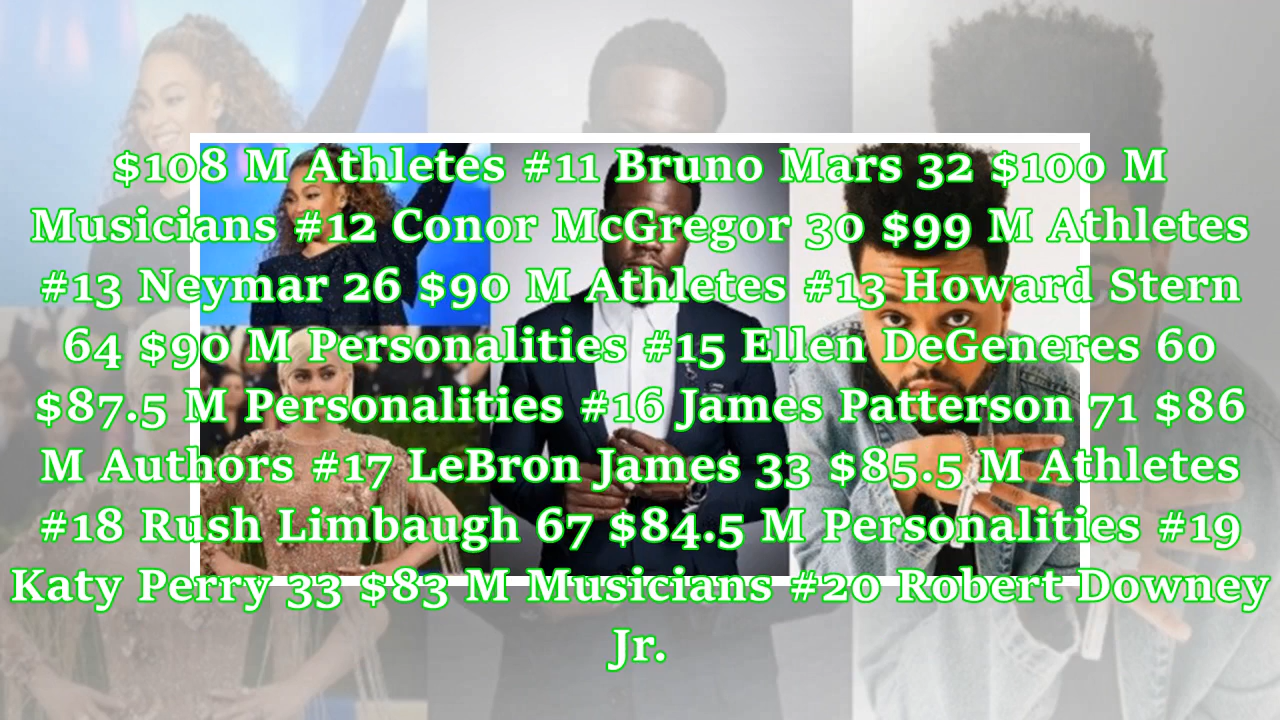 $108 M Athletes #11 Bruno Mars 32 $100 M
Musicians #12 Conor McGregor 30 $99 M Athletes
#13 Neymar 26 $90 M Athletes #13 Howard Stern
64 $90 M Personalities #15 Ellen DeGeneres 60
$87.5 M Personalities #16 James Patterson 71 $86
M Authors #17 LeBron James 33 $85.5 M Athletes
#18 Rush Limbaugh 67 $84.5 M Personalities #19
Katy Perry 33 $83 M Musicians #20 Robert Downey
Jr.